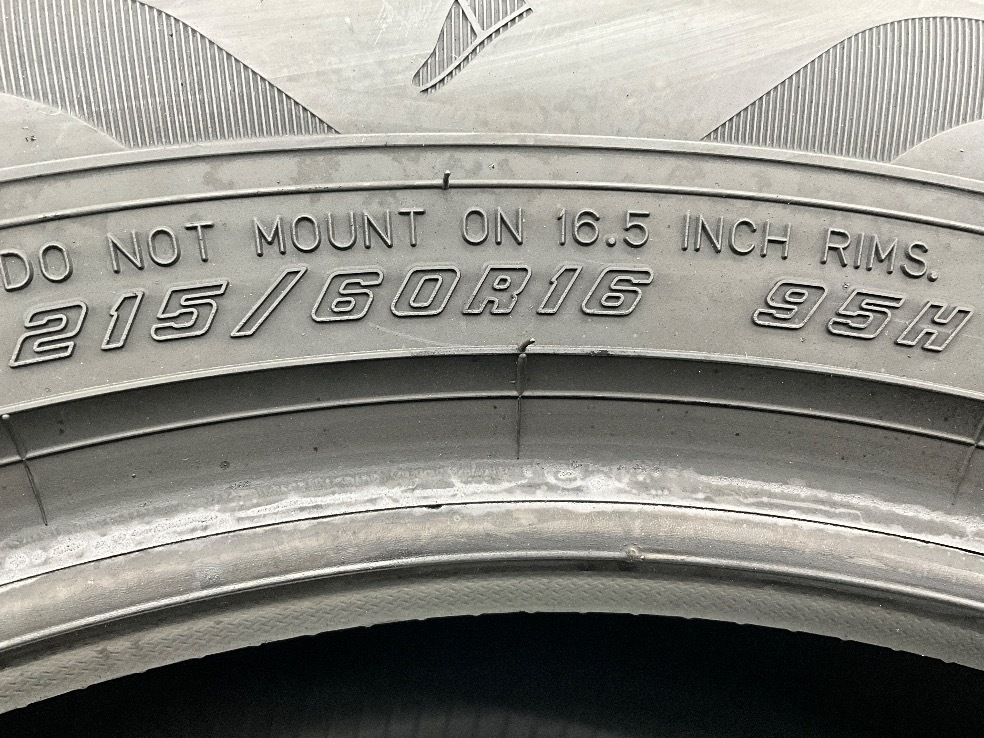 DO NOT MOUNT ON 16.5 INCH RIMS.
215/60R16 95H